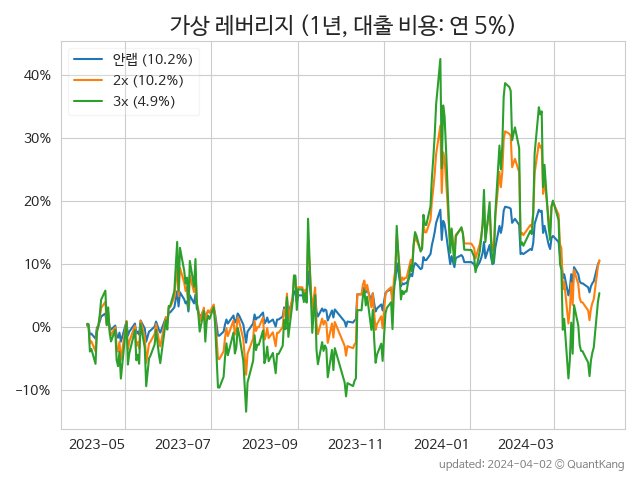 가상 레버리지 (1년, 대출 비용: 연 5%)
안랩 (10.2%)
2x (10.2%)
3x (4.9%)
40%
30%
20%
10%
0%
−10%
2023-05
2023-07
2023-09
2023-11
2024-01
2024-03
updated: 2024-04-02 © QuantKang